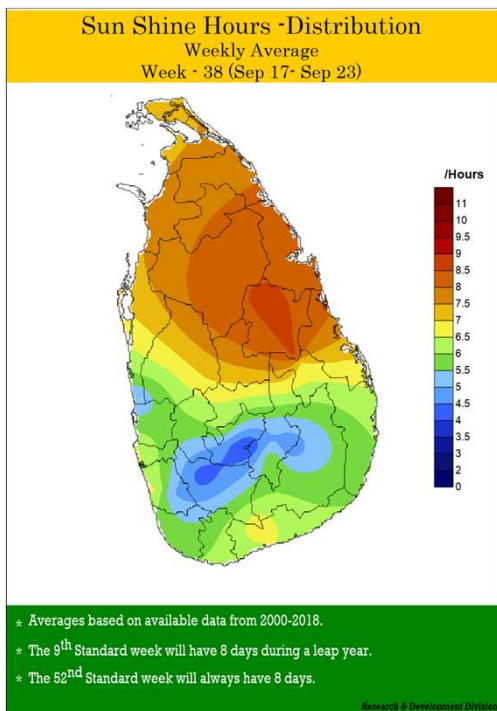 Sun Shine Hours -Distribution
Weekly Average
Week - 38 (Sep 17- Sep 23)
/Hours
11
10
9.5
9
8.5
8
7.5
7
6.5
6
5.5
5
4.5
4
3.5
3
2
0
* Averages based on available data from 2000-2018.
* The 9th Standard week will have 8 days during a leap year.
* The 52nd Standard week will always have 8 days.
Research & Development Division